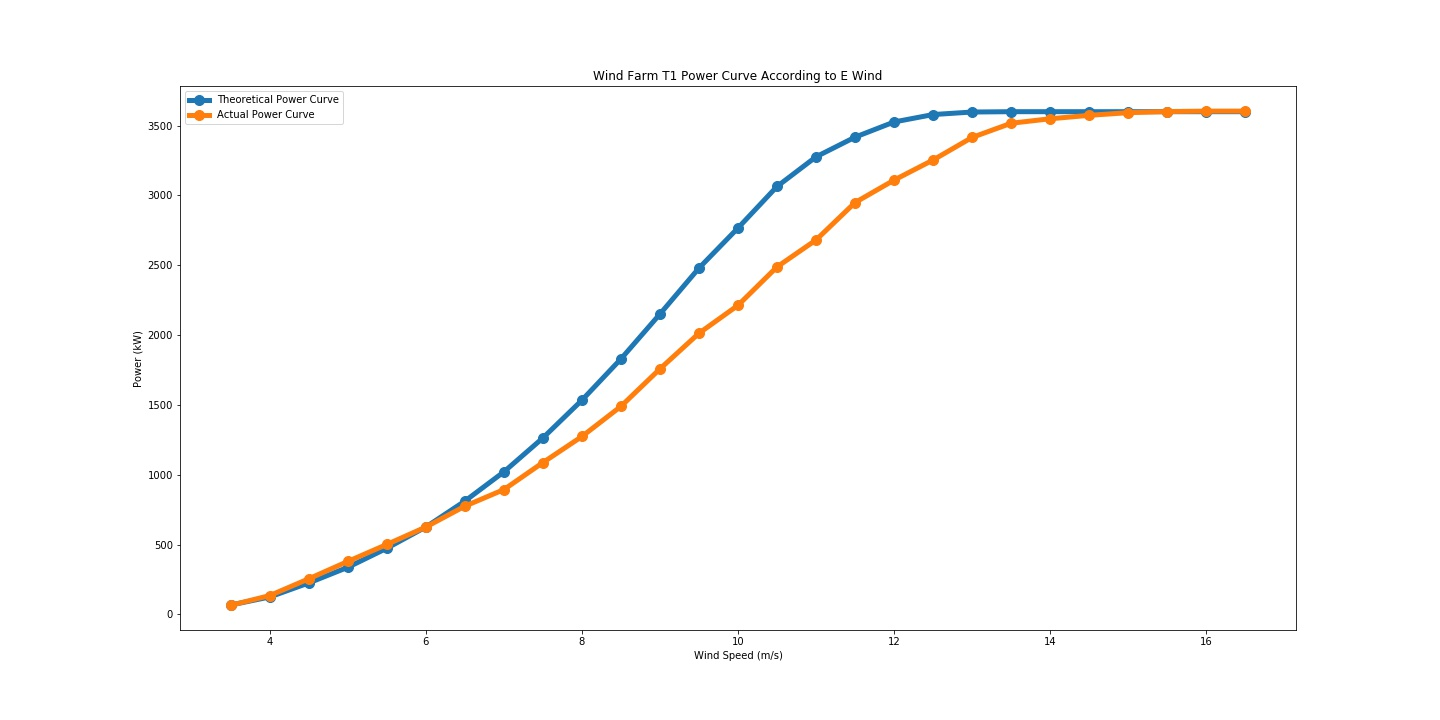 Wind Farm T1 Power Curve According to E Wind
Theoretical Power Curve
Actual Power Curve
3500
3000
2500
2000
1500
1000
500
0
Power (kW)
4 6 8 10 12 14 16
Wind Speed (m/s)